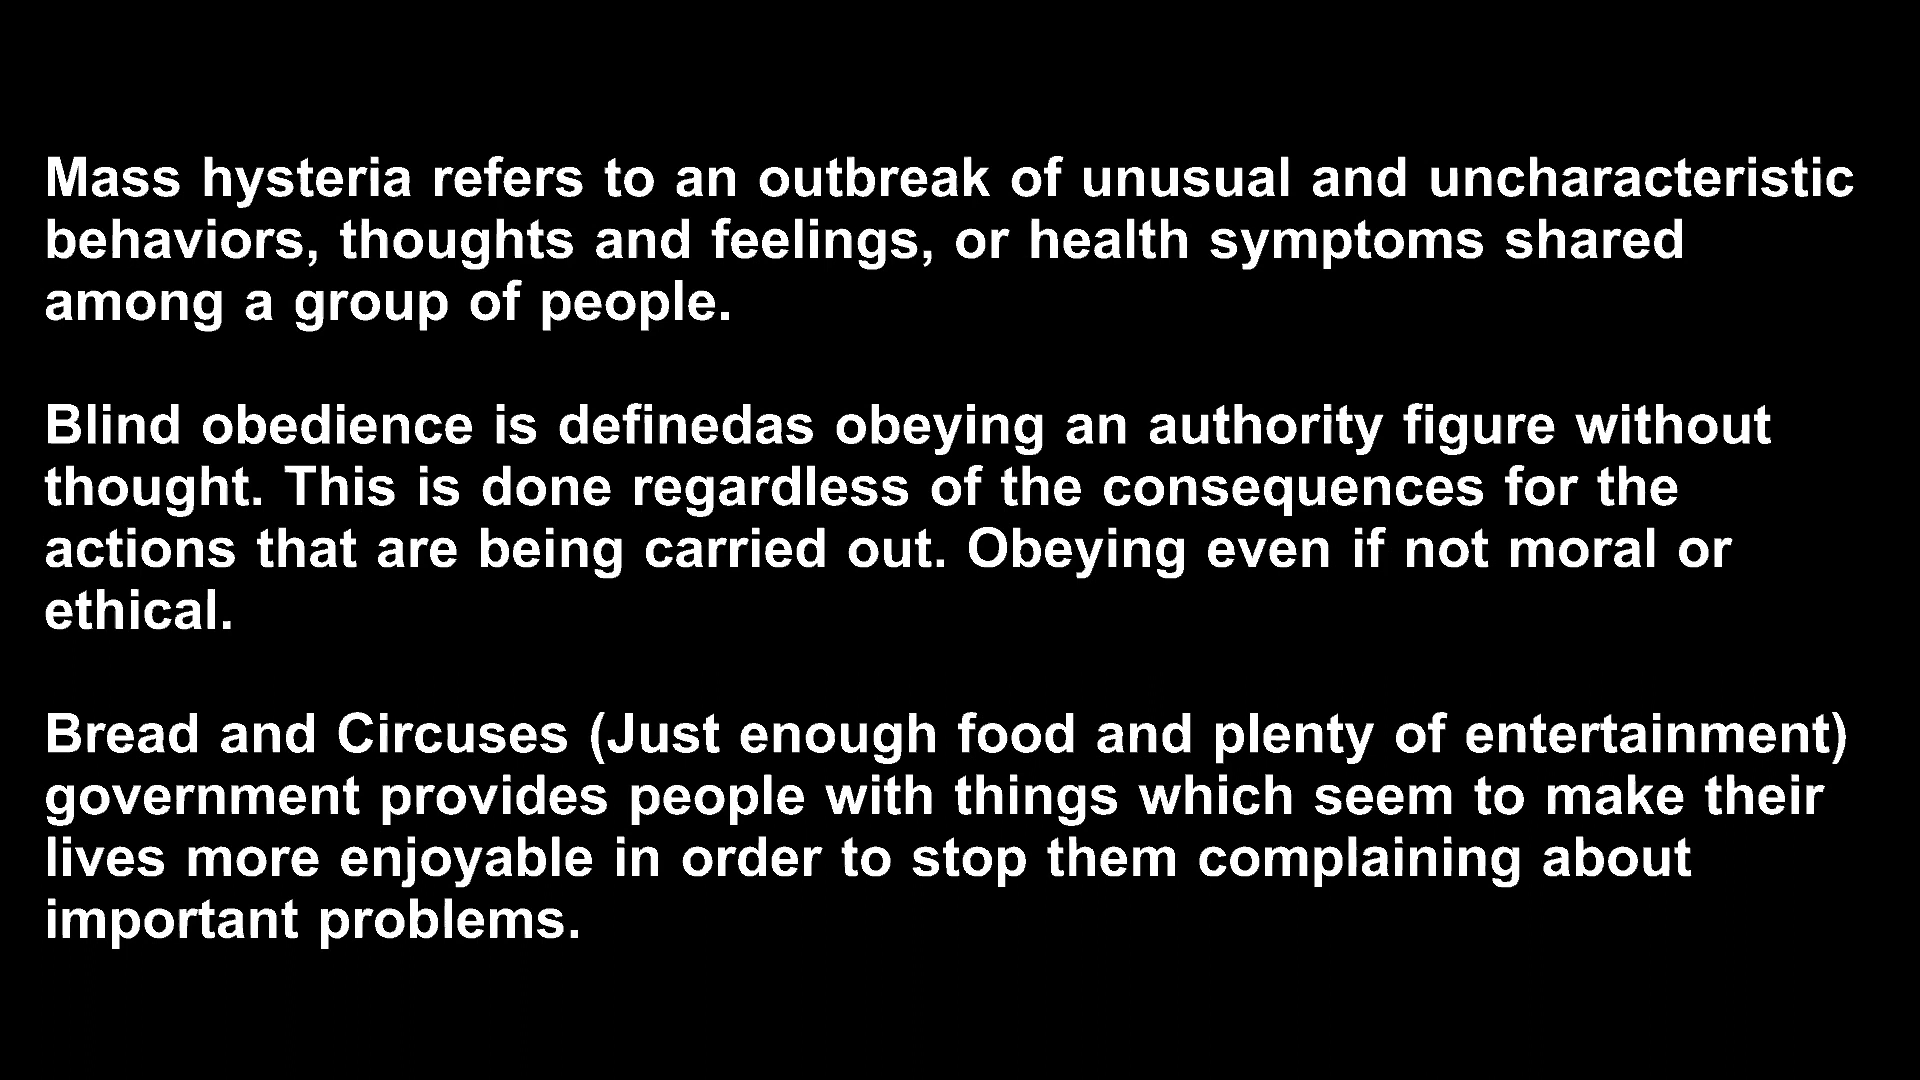 Mass hysteria refers to an outbreak of unusual and uncharacteristic
behaviors, thoughts and feelings, or health symptoms shared
among a group of people.
Blind obedience is definedas obeying an authority figure without
thought. This is done regardless of the consequences for the
actions that are being carried out. Obeying even if not moral or
ethical.
Bread and Circuses (Just enough food and plenty of entertainment)
government provides people with things which seem to make their
lives more enjoyable in order to stop them complaining about
important problems.